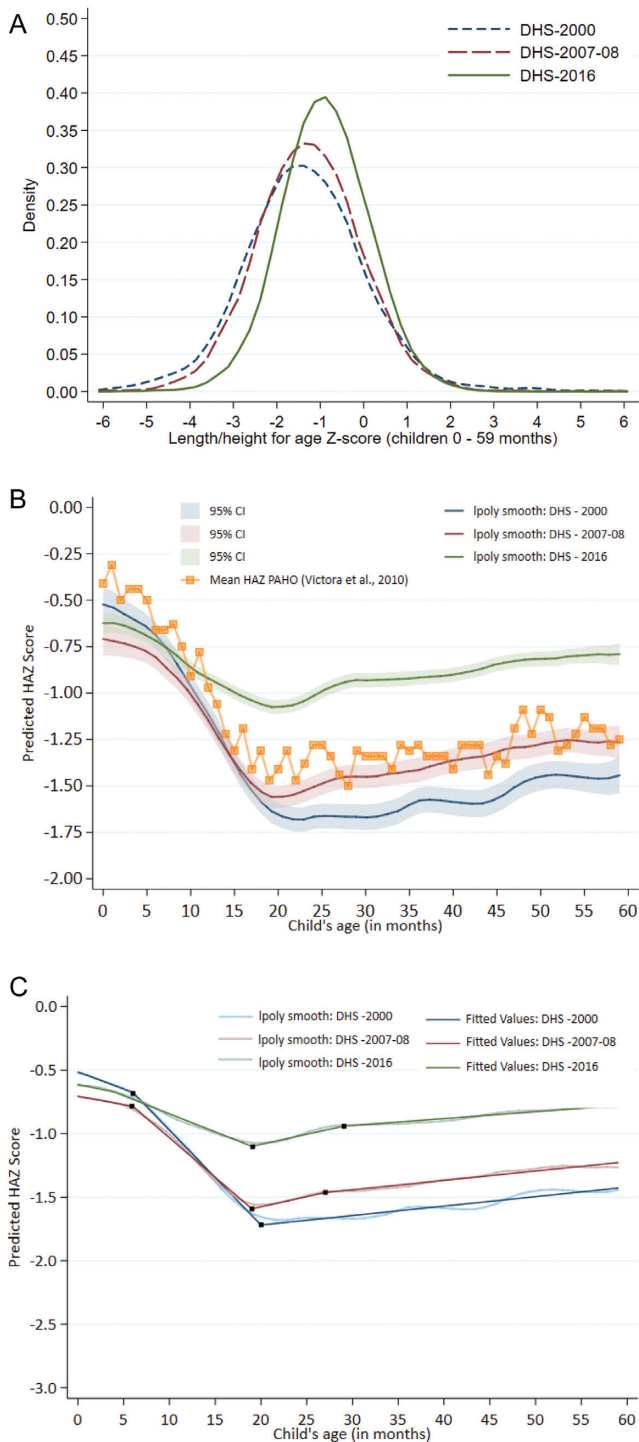 A
0.50
0.45
0.40
0.35
0.30
0.25
0.20
0.15
0.10
0.05
0.00
Density
DHS-2000
DHS-2007-08
DHS-2016
-6 -5 -4 -3 -2 -1 0 1 2 3 4 5 6
Length/height for age Z-score (children 0 - 59 months)
B
0.00
-0.25
-0.50
-0.75
-1.00
-1.25
-1.50
-1.75
-2.00
Predicted HAZ Score
95% CI lpoly smooth: DHS - 2000
95% CI lpoly smooth: DHS - 2007-08
95% CI lpoly smooth: DHS - 2016
Mean HAZ PAHO (Victora et al., 2010)
0 5 10 15 20 25 30 35 40 45 50 55 60
Child's age (in months)
C
0.0
-0.5
-1.0
-1.5
-2.0
-2.5
-3.0
Predicted HAZ Score
lpoly smooth: DHS -2000 Fitted Values: DHS -2000
lpoly smooth: DHS -2007-08 Fitted Values: DHS -2007-08
lpoly smooth: DHS -2016 Fitted Values: DHS -2016
0 5 10 15 20 25 30 35 40 45 50 55 60
Child's age (in months)